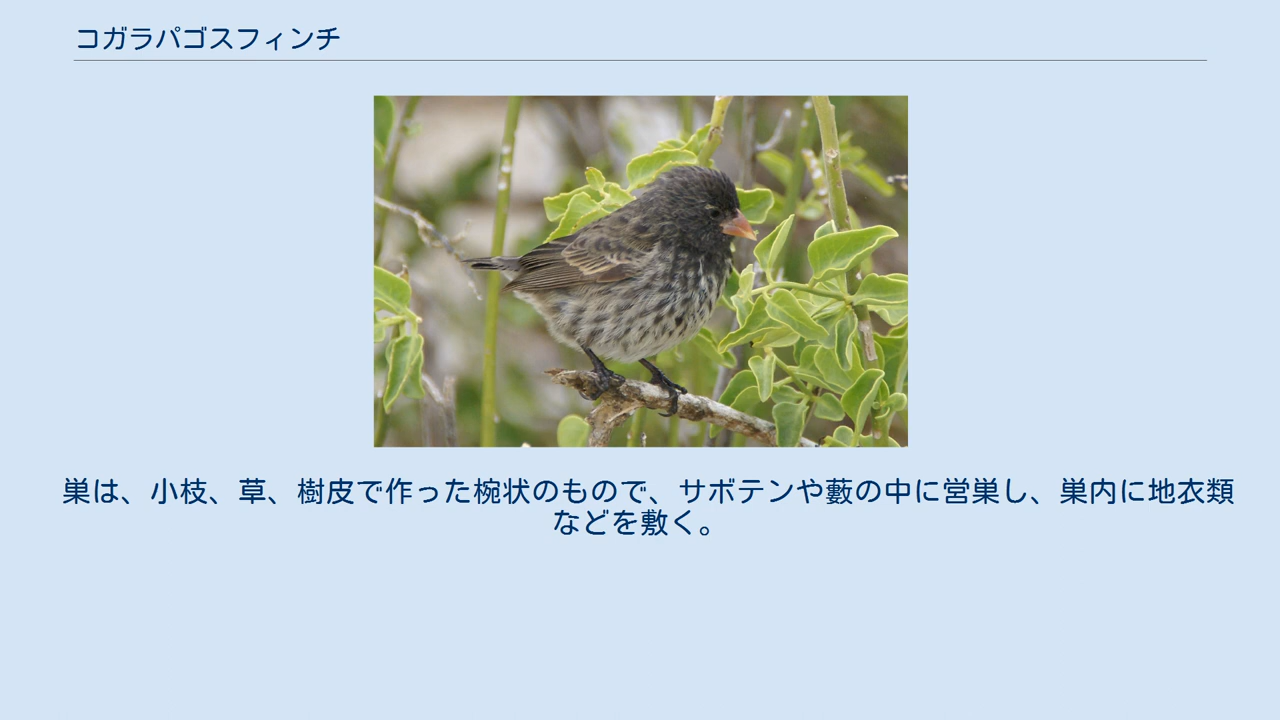 コガラパゴスフィンチ
巣は、小枝、草、樹皮で作った椀状のもので、サボテンや藪の中に営巣し、巣内に地衣類
などを敷く。